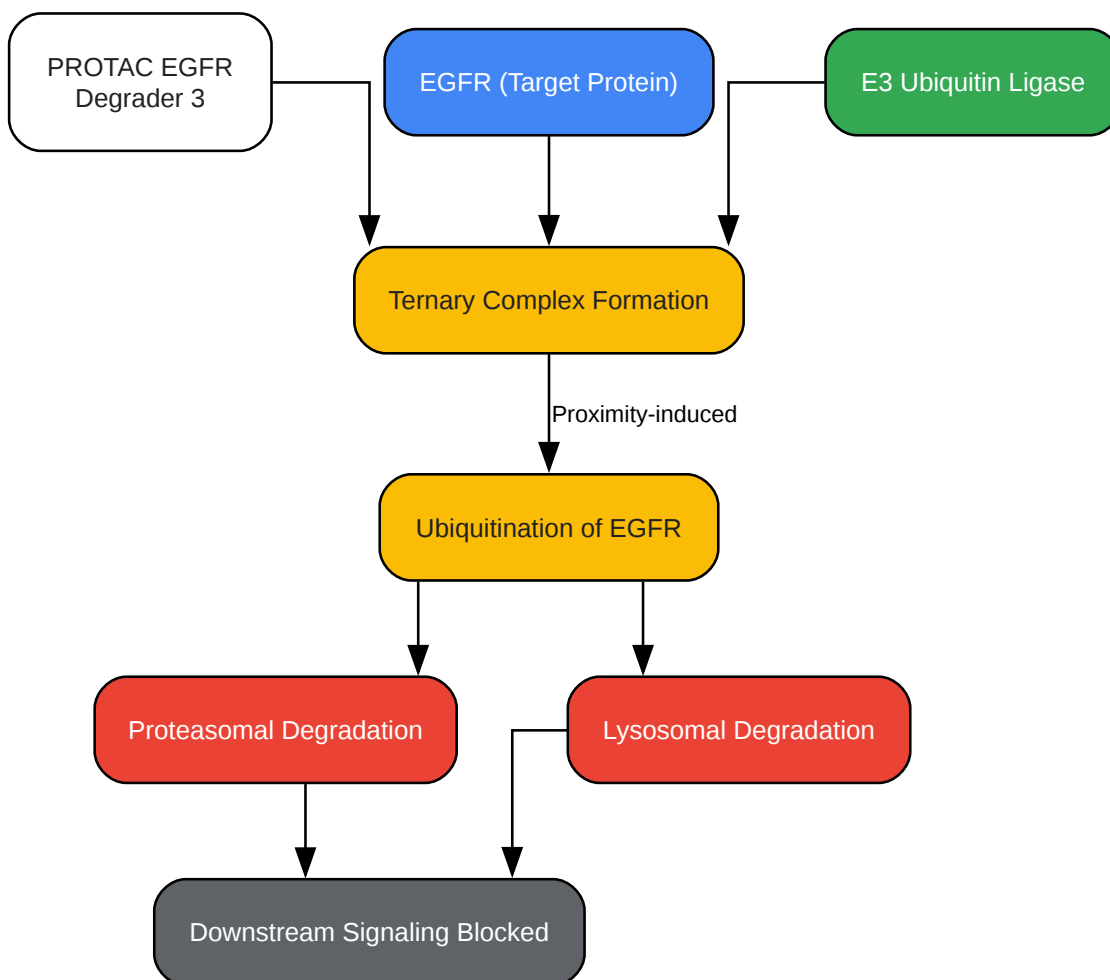 PROTAC EGFR
Degrader 3
EGFR (Target Protein)
E3 Ubiquitin Ligase
Ternary Complex Formation
Proximity-induced
Ubiquitination of EGFR
Proteasomal Degradation
Lysosomal Degradation
Downstream Signaling Blocked